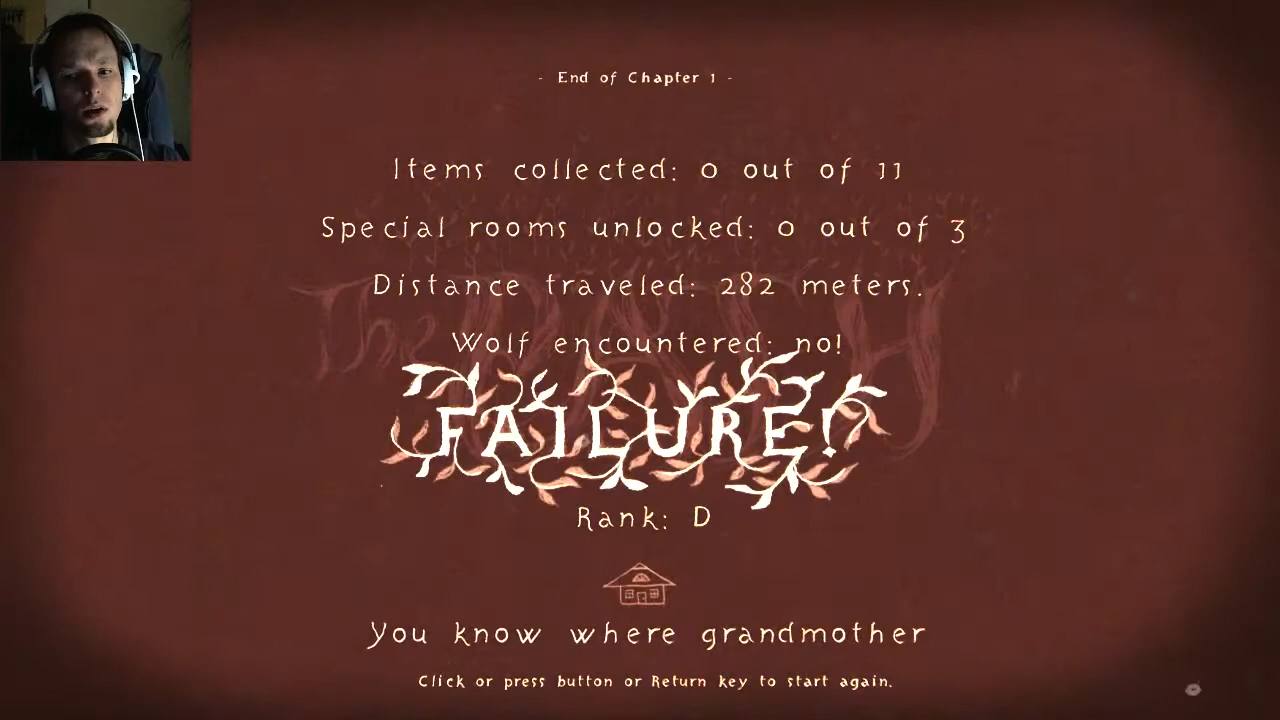 - End of Chapter 1 -
Items collected: 0 out of 11
Special rooms unlocked: 0 out of 3
Distance traveled: 282 meters.
The PATH
Wolf encountered: no!
FAILURE!
Rank: D
You know where grandmother
Click or press button or Return key to start again.